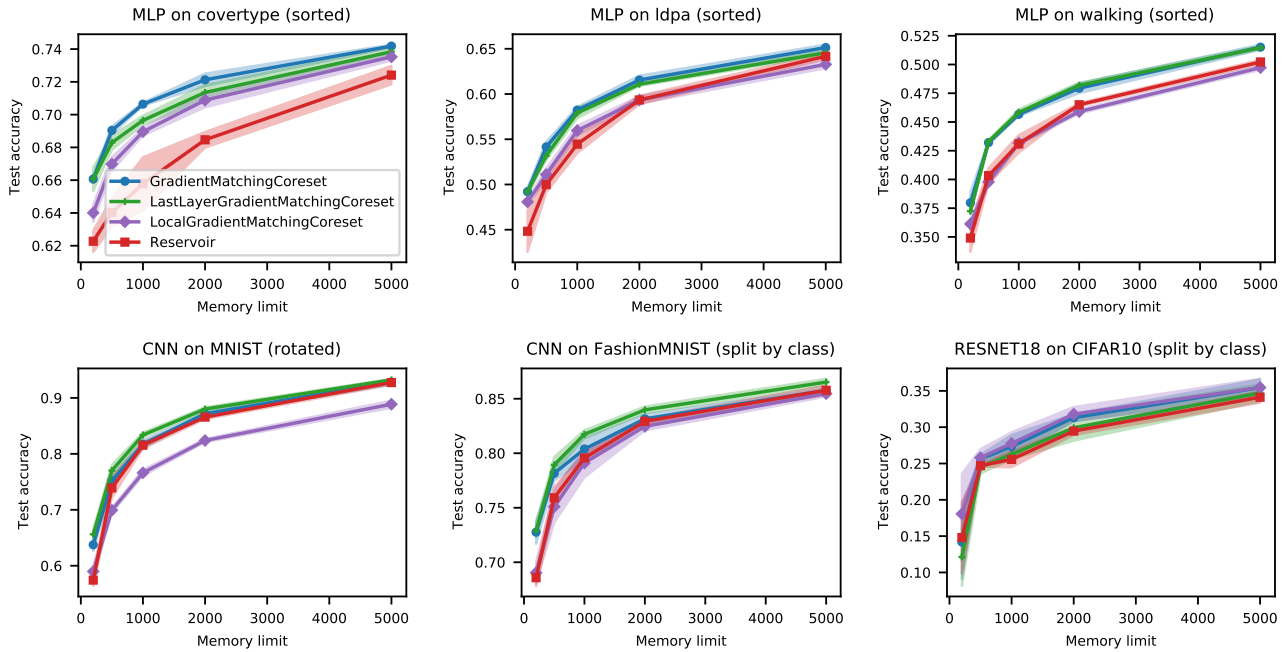 MLP on covertype (sorted)
Test accuracy
0.74
0.72
0.70
0.68
0.66
0.64
0.62
GradientMatchingCoreset
LastLayerGradientMatchingCoreset
LocalGradientMatchingCoreset
Reservoir
0 1000 2000 3000 4000 5000
Memory limit
MLP on ldpa (sorted)
Test accuracy
0.65
0.60
0.55
0.50
0.45
0 1000 2000 3000 4000 5000
Memory limit
MLP on walking (sorted)
Test accuracy
0.525
0.500
0.475
0.450
0.425
0.400
0.375
0.350
0 1000 2000 3000 4000 5000
Memory limit
CNN on MNIST (rotated)
Test accuracy
0.9
0.8
0.7
0.6
0 1000 2000 3000 4000 5000
Memory limit
CNN on FashionMNIST (split by class)
Test accuracy
0.85
0.80
0.75
0.70
0 1000 2000 3000 4000 5000
Memory limit
RESNET18 on CIFAR10 (split by class)
Test accuracy
0.35
0.30
0.25
0.20
0.15
0.10
0 1000 2000 3000 4000 5000
Memory limit